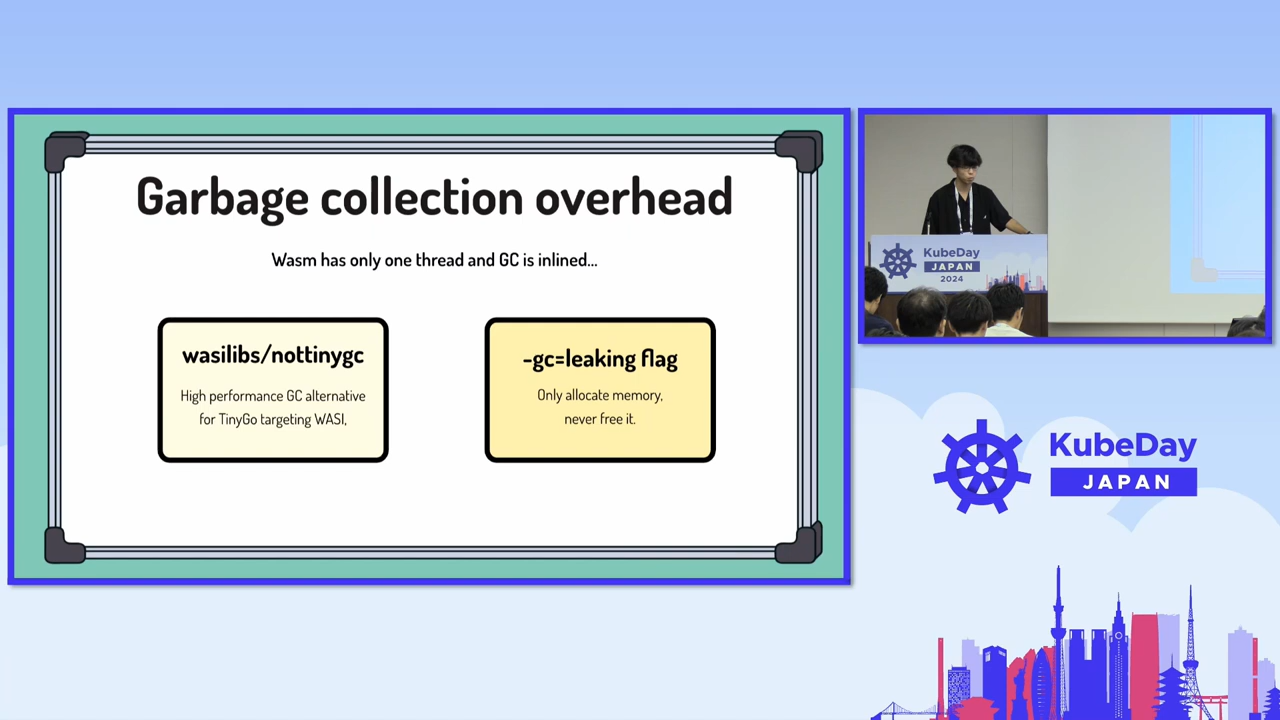 Garbage collection overhead
Wasm has only one thread and GC is inlined...
wasilibs/nottinygc
High performance GC alternative
for TinyGo targeting WASI,
-gc=leaking flag
Only allocate memory,
never free it.
KubeDay
JAPAN
2024
KubeDay
JAPAN